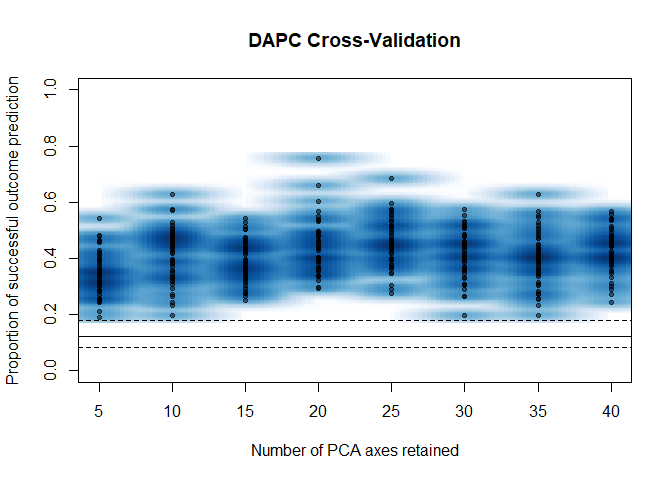 DAPC Cross-Validation
Proportion of successful outcome prediction
1.0
0.8
0.6
0.4
0.2
0.0
5 10 15 20 25 30 35 40
Number of PCA axes retained